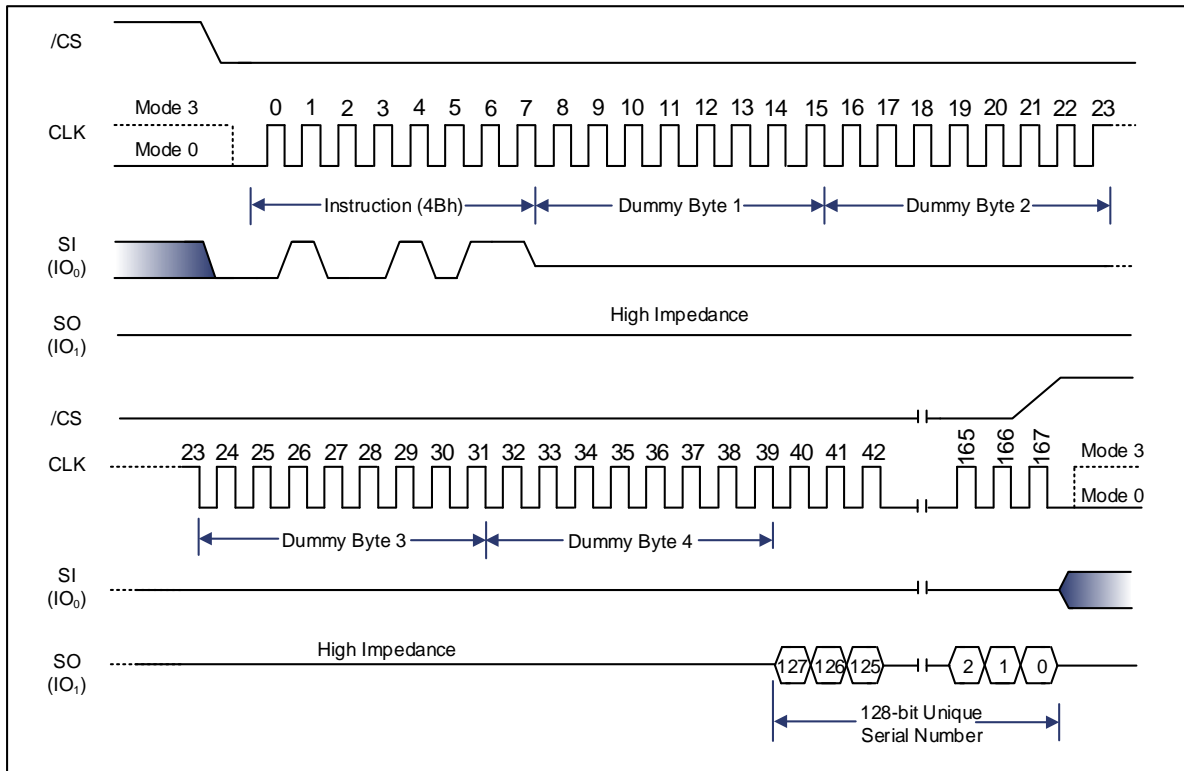 /CS
Mode 3
0 1 2 3 4 5 6 7 8 9 10 11 12 13 14 15 16 17 18 19 20 21 22 23
CLK
Mode 0
Instruction (4Bh) Dummy Byte 1 Dummy Byte 2
SI
(IO₀)
High Impedance
SO
(IO₁)
/CS
23 24 25 26 27 28 29 30 31 32 33 34 35 36 37 38 39 40 41 42 165 166 167
CLK
Mode 3
Mode 0
Dummy Byte 3 Dummy Byte 4
SI
(IO₀)
High Impedance
SO
(IO₁)
127 126 125 2 1 0
128-bit Unique
Serial Number